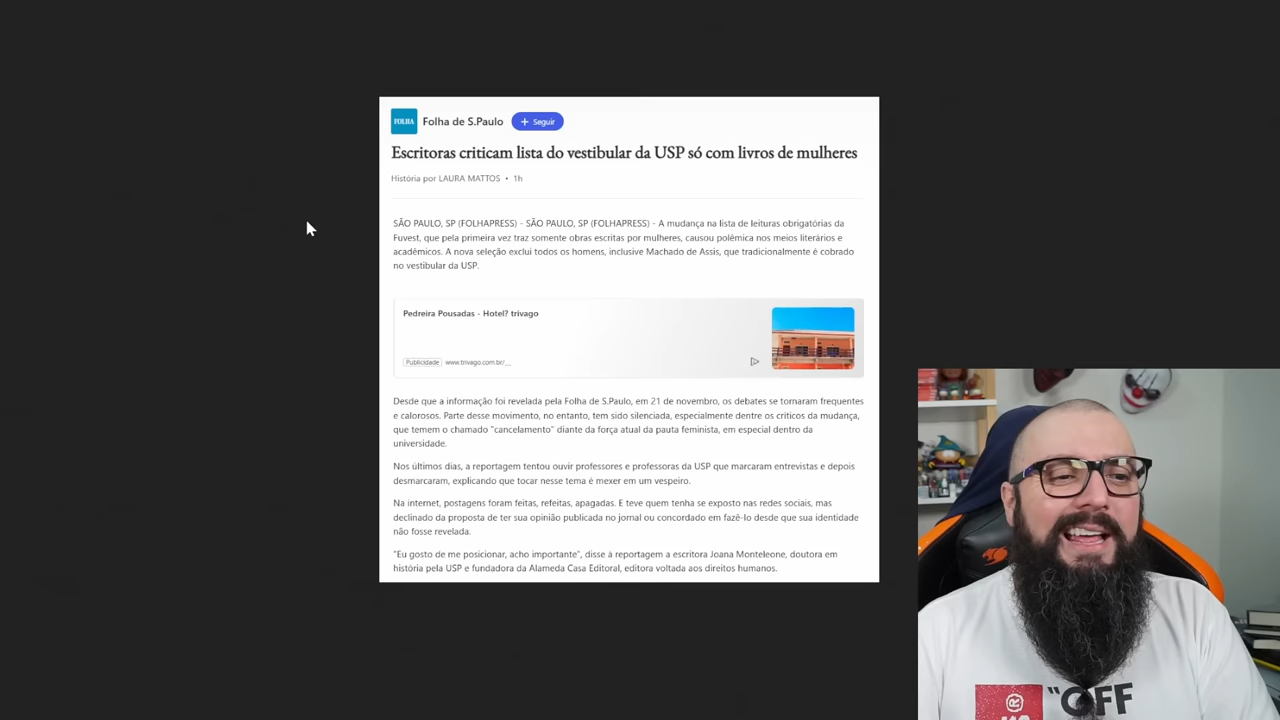 FOLHA
Folha de S.Paulo
+ Seguir
Escritoras criticam lista do vestibular da USP só com livros de mulheres
História por LAURA MATTOS • 1h
SÃO PAULO, SP (FOLHAPRESS) - SÃO PAULO, SP (FOLHAPRESS) - A mudança na lista de leituras obrigatórias da
Fuvest, que pela primeira vez traz somente obras escritas por mulheres, causou polêmica nos meios literários e
acadêmicos. A nova seleção exclui todos os homens, inclusive Machado de Assis, que tradicionalmente é cobrado
no vestibular da USP.
Pedreira Pousadas - Hotel? trivago
Publicidade www.trivago.com.br/...
Desde que a informação foi revelada pela Folha de S.Paulo, em 21 de novembro, os debates se tornaram frequentes
e calorosos. Parte desse movimento, no entanto, tem sido silenciada, especialmente dentre os críticos da mudança,
que temem o chamado "cancelamento" diante da força atual da pauta feminista, em especial dentro da
universidade.
Nos últimos dias, a reportagem tentou ouvir professores e professoras da USP que marcaram entrevistas e depois
desmarcaram, explicando que tocar nesse tema é mexer em um vespeiro.
Na internet, postagens foram feitas, refeitas, apagadas. E teve quem tenha se exposto nas redes sociais, mas
declinado da proposta de ter sua opinião publicada no jornal ou concordado em fazê-lo desde que sua identidade
não fosse revelada.
"Eu gosto de me posicionar, acho importante", disse à reportagem a escritora Joana Monteleone, doutora em
história pela USP e fundadora da Alameda Casa Editoral, editora voltada aos direitos humanos.
"OFF